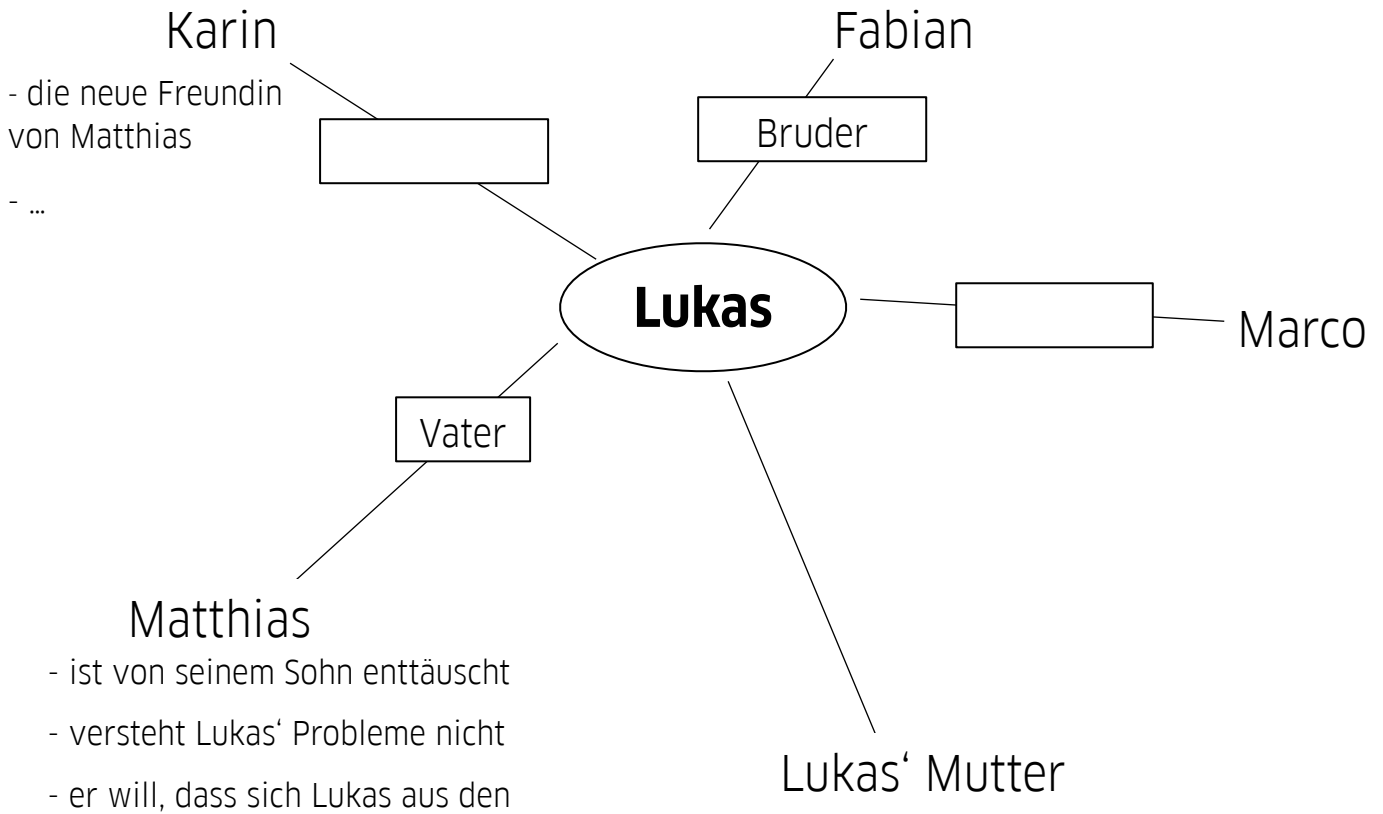 Karin
Fabian
- die neue Freundin
von Matthias
- ...
Bruder
Lukas
Marco
Vater
Matthias
- ist von seinem Sohn enttäuscht
- versteht Lukas‘ Probleme nicht
- er will, dass sich Lukas aus den
Lukas‘ Mutter